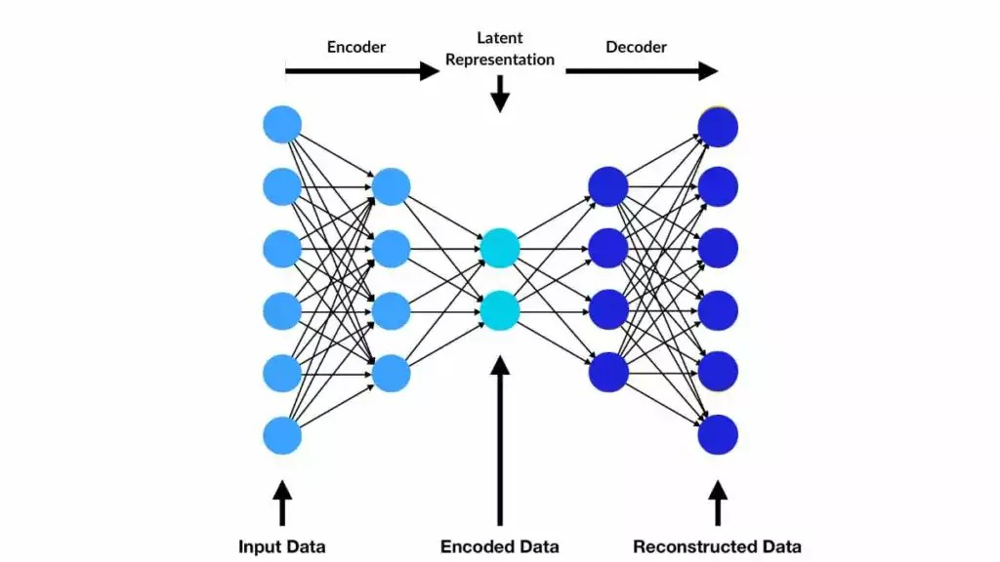 Encoder
Latent
Representation
Decoder
Input Data
Encoded Data
Reconstructed Data